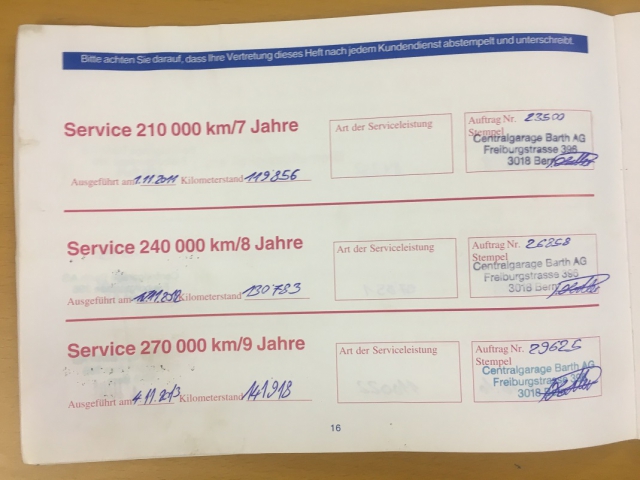 Bitte achten Sie darauf, dass Ihre Vertretung dieses Heft nach jedem Kundendienst abstempelt und unterschreibt.
Service 210 000 km/7 Jahre
Art der Serviceleistung
Auftrag Nr. 23500
Stempel
Centralgarage Barth AG
Freiburgstrasse 396
3018 Bern
Ausgeführt am 1.11.2011 Kilometerstand 119856
Service 240 000 km/8 Jahre
Art der Serviceleistung
Auftrag Nr.
Stempel
Centralgarage Barth AG
Freiburgstrasse 396
3018 Bern
Ausgeführt am Kilometerstand 130783
Service 270 000 km/9 Jahre
Art der Serviceleistung
Auftrag Nr. 29625
Stempel
Centralgarage Barth AG
Freiburgstrasse 396
3018 Bern
Ausgeführt am 4.11.2013 Kilometerstand 141918
16